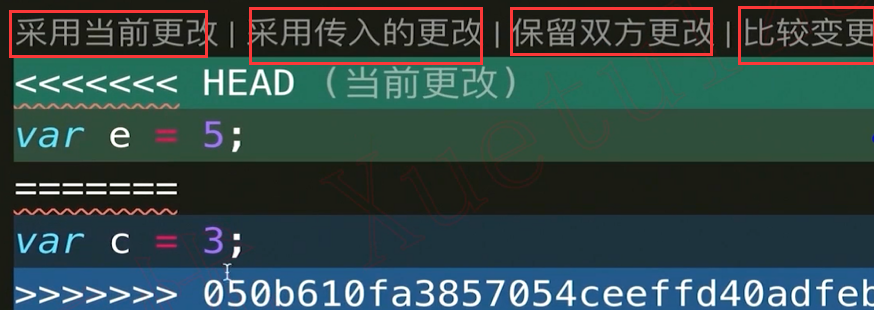 采用当前更改 | 采用传入的更改 | 保留双方更改 | 比较变更
<<<<<<< HEAD (当前更改)
var e = 5;
=======
var c = 3;
>>>>>>> 050b610fa3857054ceeffd40adfeb